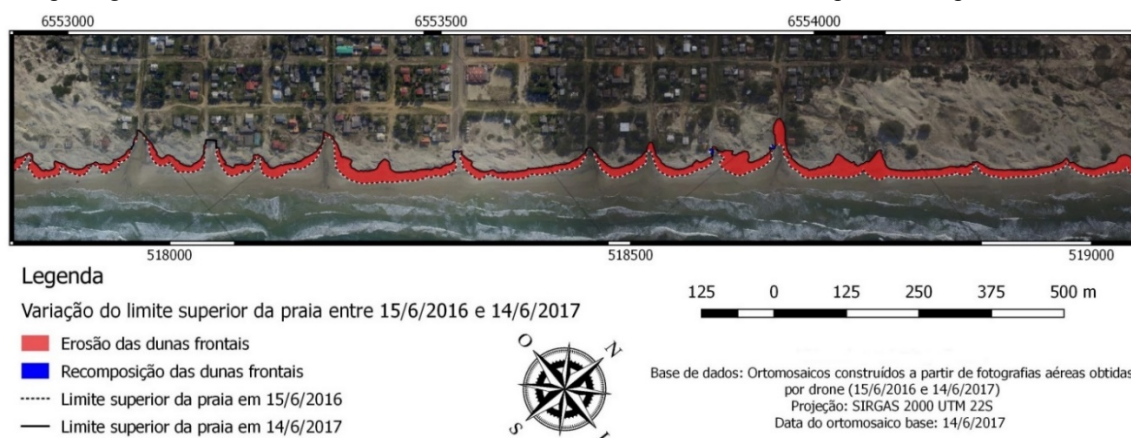 6553000 6553500 6554000
518000 518500 519000
Legenda
Variação do limite superior da praia entre 15/6/2016 e 14/6/2017
Erosão das dunas frontais
Recomposição das dunas frontais
Limite superior da praia em 15/6/2016
Limite superior da praia em 14/6/2017
O N
S
125 0 125 250 375 500 m
Base de dados: Ortomosaicos construídos a partir de fotografias aéreas obtidas
por drone (15/6/2016 e 14/6/2017)
Projeção: SIRGAS 2000 UTM 22S
Data do ortomosaico base: 14/6/2017